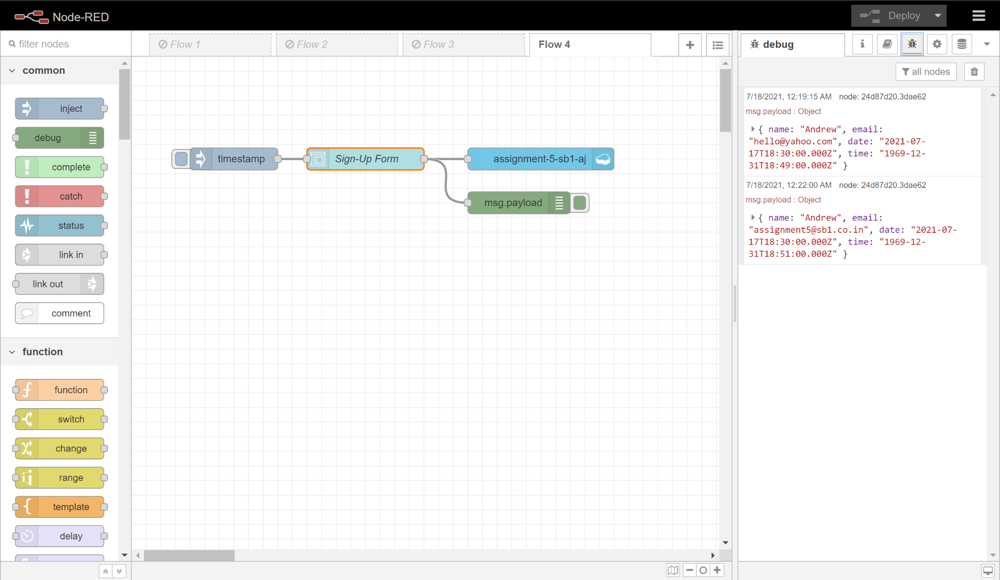 Node-RED
Deploy
filter nodes
Flow 1
Flow 2
Flow 3
Flow 4
debug
i
all nodes
common
inject
debug
complete
catch
status
link in
link out
comment
function
function
switch
change
range
template
delay
timestamp
Sign-Up Form
assignment-5-sb1-aj
msg.payload
7/18/2021, 12:19:15 AM node: 24d87d20.3dae62
msg.payload : Object
{ name: "Andrew", email:
"hello@yahoo.com", date: "2021-07-
17T18:30:00.000Z", time: "1969-12-
31T18:49:00.000Z" }
7/18/2021, 12:22:00 AM node: 24d87d20.3dae62
msg.payload : Object
{ name: "Andrew", email:
"assignment5@sb1.co.in", date: "2021-07-
17T18:30:00.000Z", time: "1969-12-
31T18:51:00.000Z" }